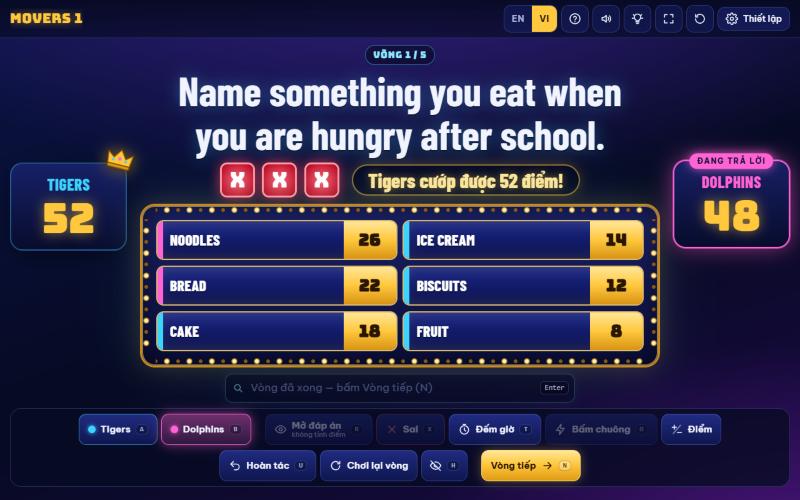 MOVERS 1
EN VI Thiết lập
VÒNG 1 / 5
Name something you eat when
you are hungry after school.
X X X Tigers cướp được 52 điểm!
TIGERS
52
ĐANG TRẢ LỜI
DOLPHINS
48
NOODLES 26 ICE CREAM 14
BREAD 22 BISCUITS 12
CAKE 18 FRUIT 8
Vòng đã xong — bấm Vòng tiếp (N) Enter
Tigers A Dolphins B Mở đáp án Sai X Đếm giờ T Bấm chuông Điểm
không tính điểm
Hoàn tác U Chơi lại vòng H Vòng tiếp → N